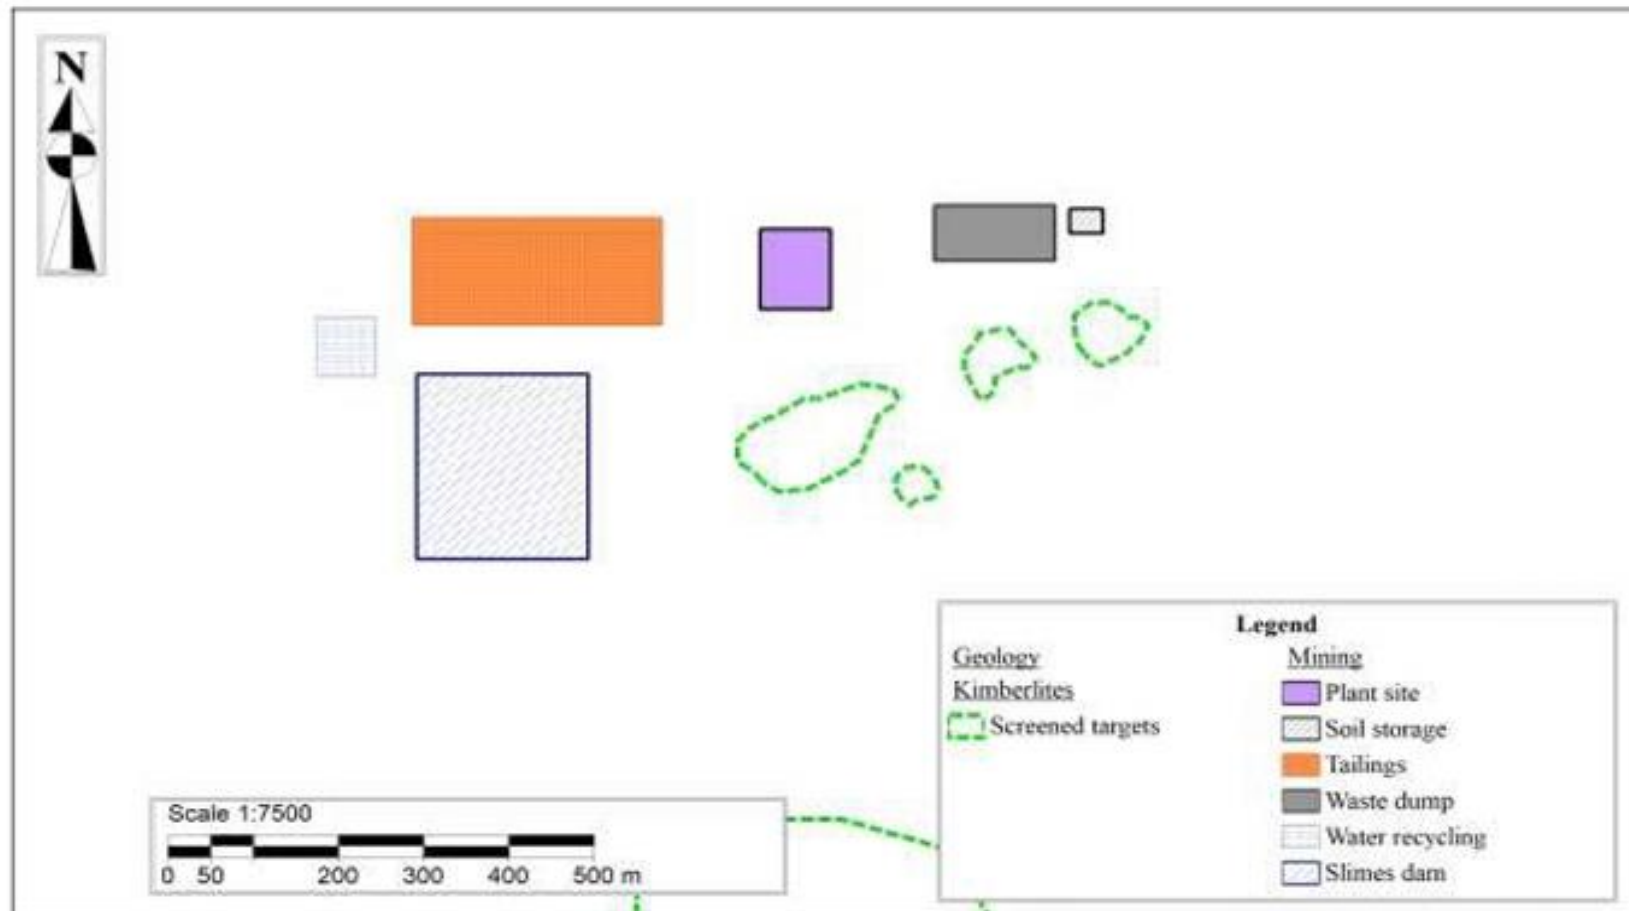 N
Legend
Geology
Mining
Kimberlites
Plant site
Screened targets
Soil storage
Tailings
Waste dump
Water recycling
Slimes dam
Scale 1:7500
0 50 200 300 400 500 m